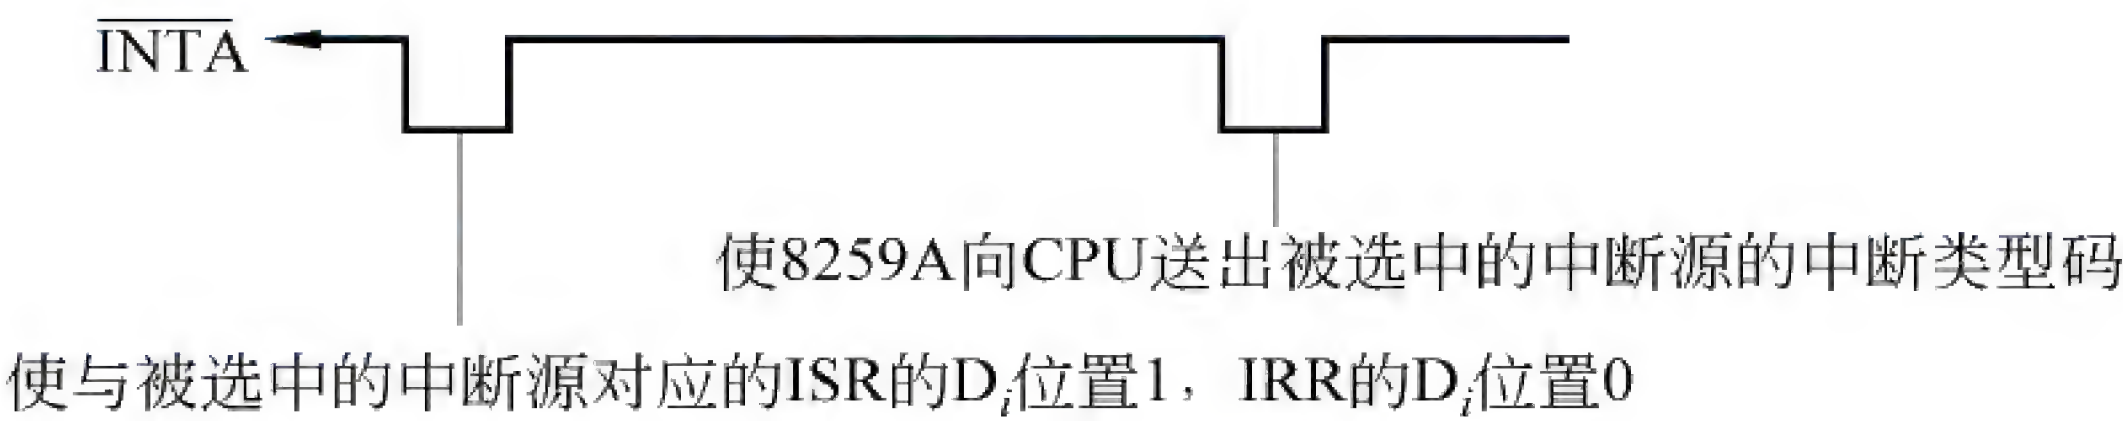 INTA
使8259A向CPU送出被选中的中断源的中断类型码
使与被选中的中断源对应的ISR的Di位置1，IRR的Di位置0